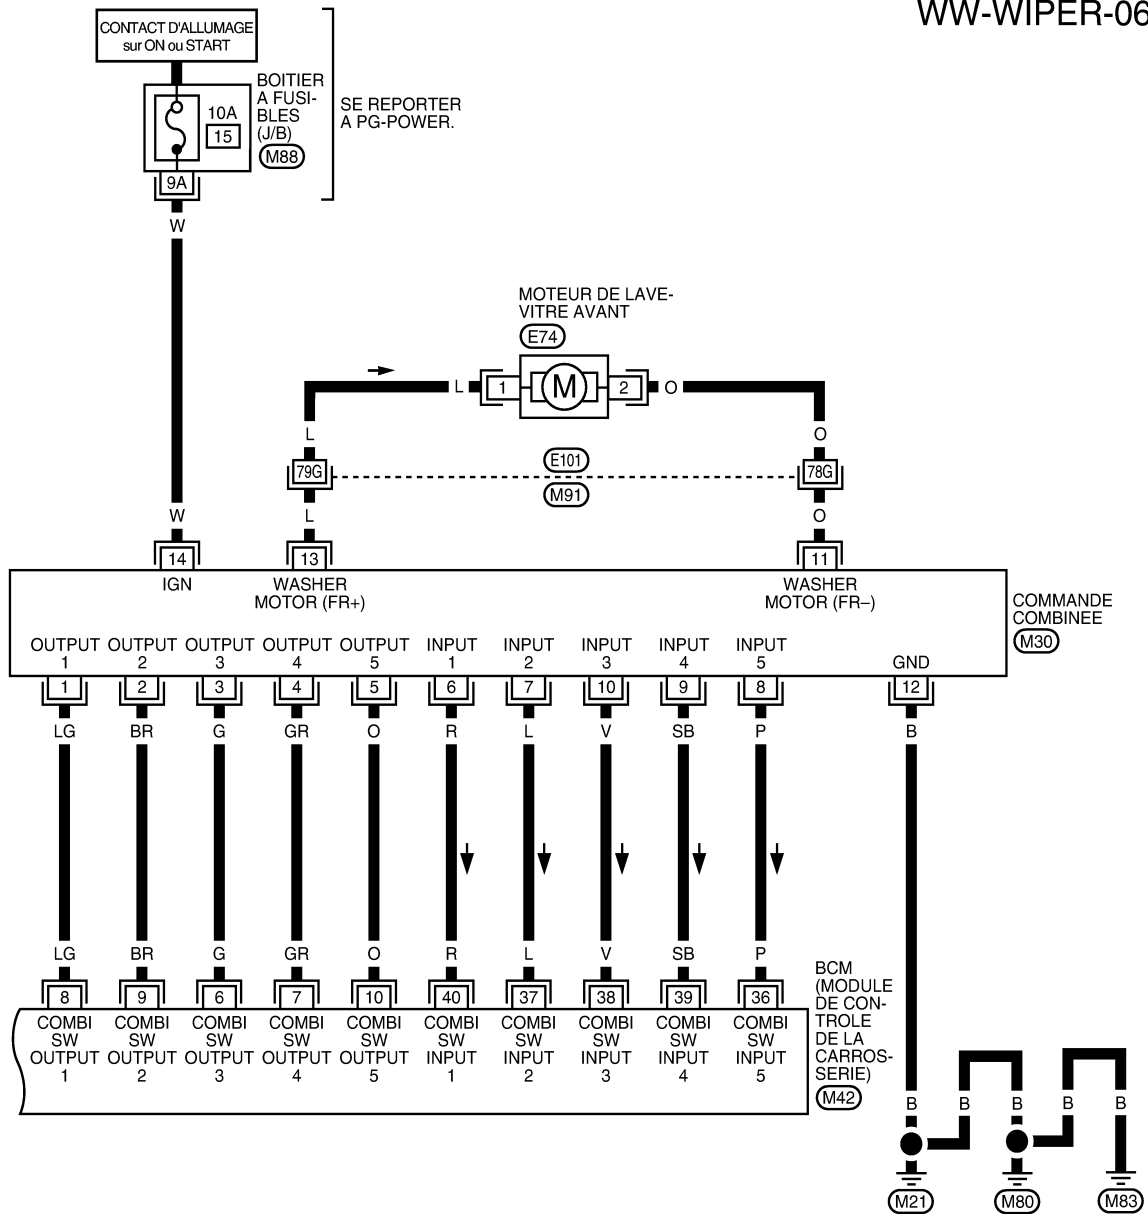 WW-WIPER-06
CONTACT D'ALLUMAGE
sur ON ou START
BOITIER
A FUSI-
BLES
(J/B)
M88
10A
15
9A
SE REPORTER
A PG-POWER.
W
MOTEUR DE LAVE-
VITRE AVANT
E74
L
1
M
2
O
L
O
79G
E101
M91
78G
W
L
O
14
13
11
IGN
WASHER
MOTOR (FR+)
WASHER
MOTOR (FR–)
COMMANDE
COMBINEE
M30
OUTPUT
1
OUTPUT
2
OUTPUT
3
OUTPUT
4
OUTPUT
5
INPUT
1
INPUT
2
INPUT
3
INPUT
4
INPUT
5
GND
1
2
3
4
5
6
7
10
9
8
12
LG
BR
G
GR
O
R
L
V
SB
P
B
LG
BR
G
GR
O
R
L
V
SB
P
8
9
6
7
10
40
37
38
39
36
COMBI
SW
OUTPUT
1
COMBI
SW
OUTPUT
2
COMBI
SW
OUTPUT
3
COMBI
SW
OUTPUT
4
COMBI
SW
OUTPUT
5
COMBI
SW
INPUT
1
COMBI
SW
INPUT
2
COMBI
SW
INPUT
3
COMBI
SW
INPUT
4
COMBI
SW
INPUT
5
BCM
(MODULE
DE CON-
TROLE
DE LA
CARROS-
SERIE)
M42
B
B
B
B
B
M21
M80
M83